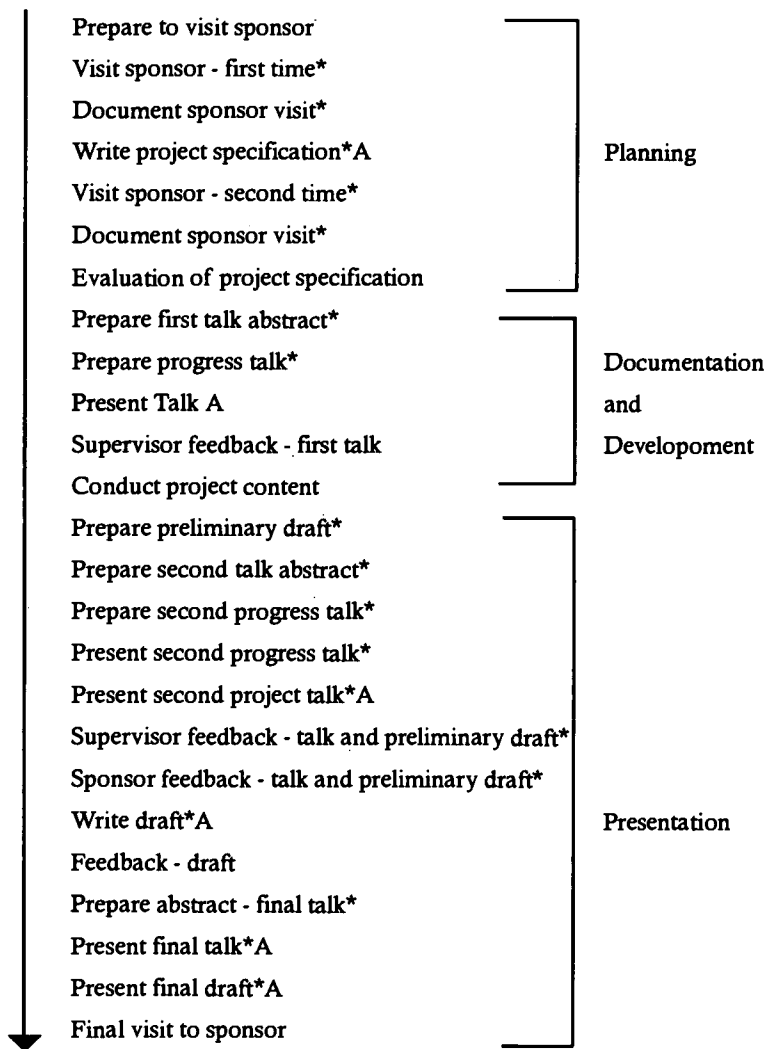 Prepare to visit sponsor
Visit sponsor - first time*
Document sponsor visit*
Write project specification*A
Planning
Visit sponsor - second time*
Document sponsor visit*
Evaluation of project specification
Prepare first talk abstract*
Prepare progress talk*
Documentation
Present Talk A
and
Supervisor feedback - first talk
Developoment
Conduct project content
Prepare preliminary draft*
Prepare second talk abstract*
Prepare second progress talk*
Present second progress talk*
Present second project talk*A
Supervisor feedback - talk and preliminary draft*
Sponsor feedback - talk and preliminary draft*
Write draft*A
Presentation
Feedback - draft
Prepare abstract - final talk*
Present final talk*A
Present final draft*A
Final visit to sponsor